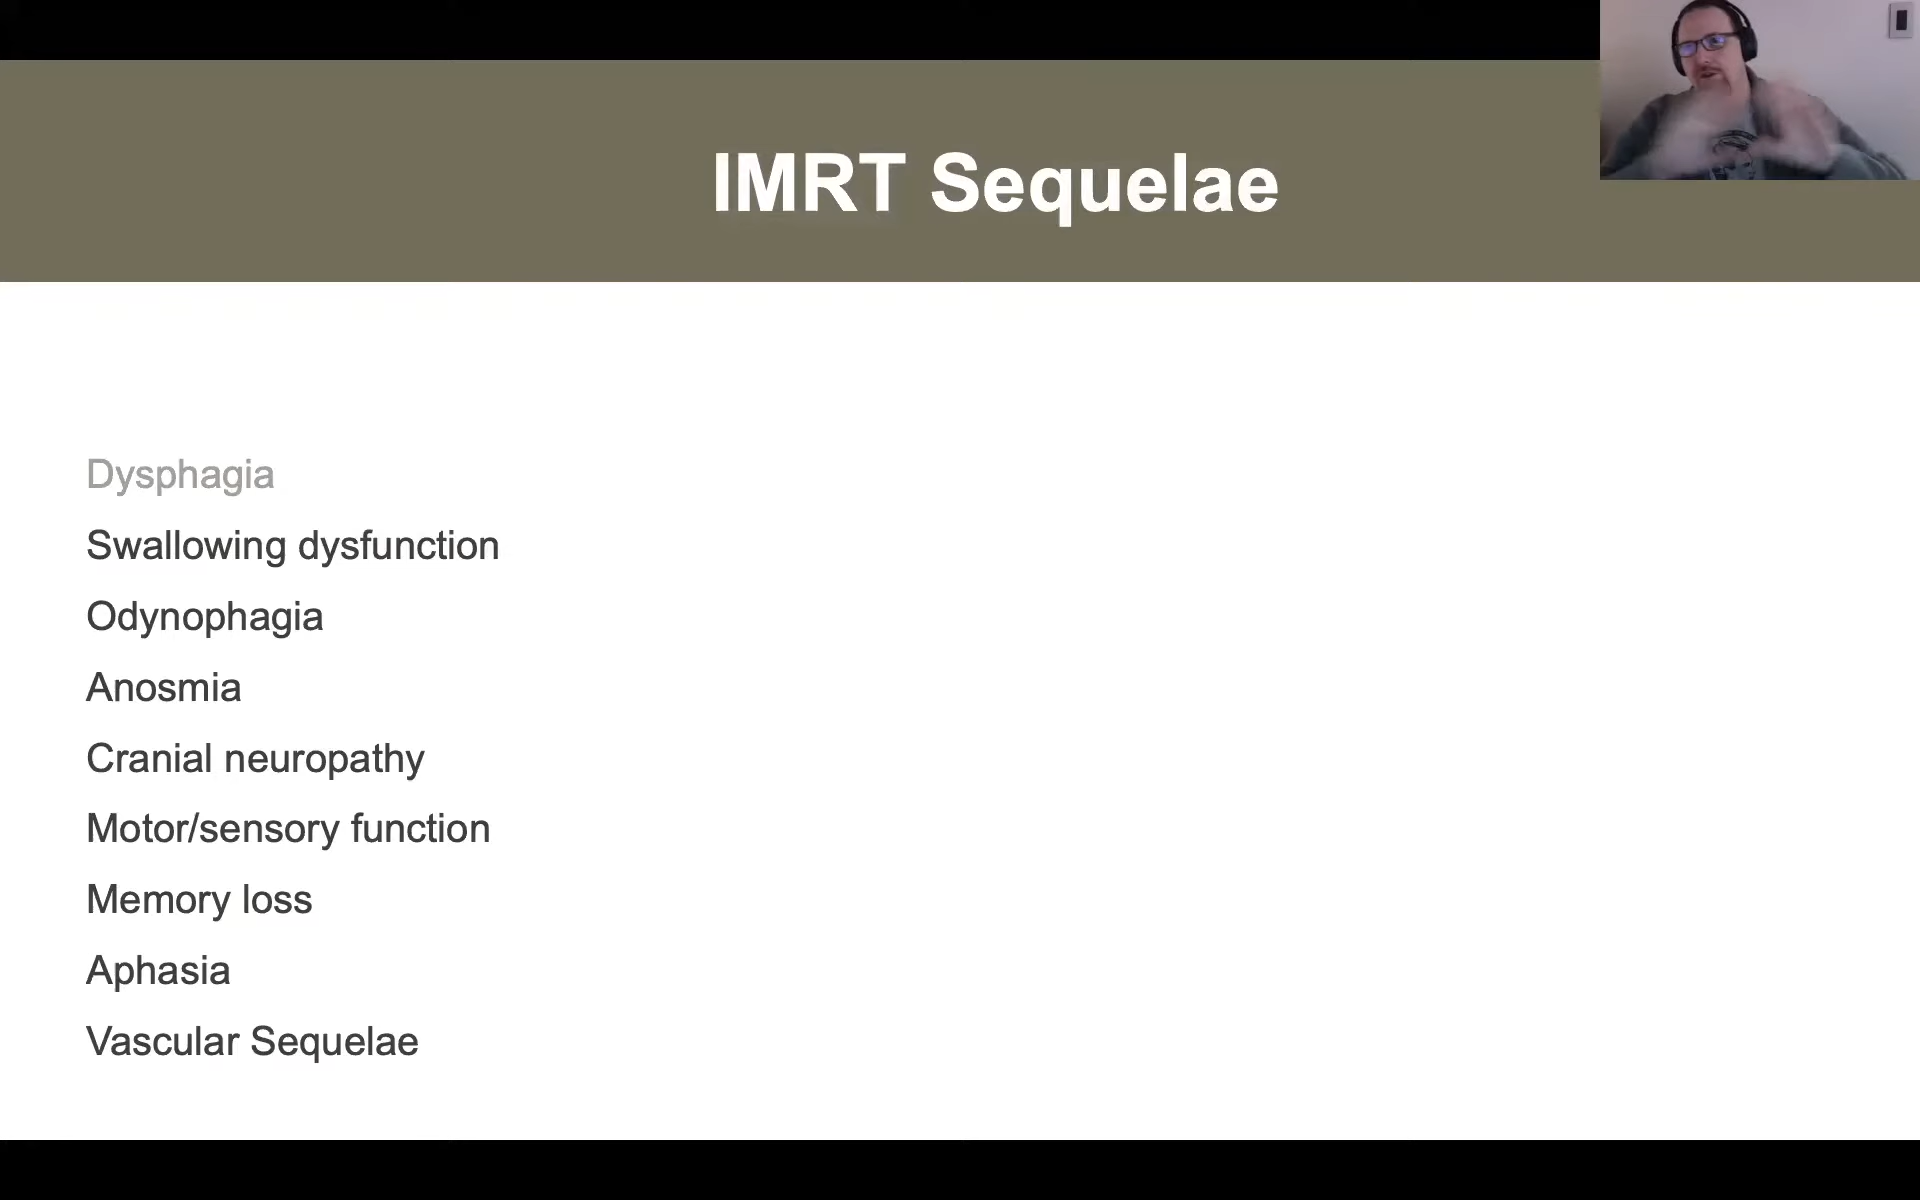 IMRT Sequelae
Dysphagia
Swallowing dysfunction
Odynophagia
Anosmia
Cranial neuropathy
Motor/sensory function
Memory loss
Aphasia
Vascular Sequelae